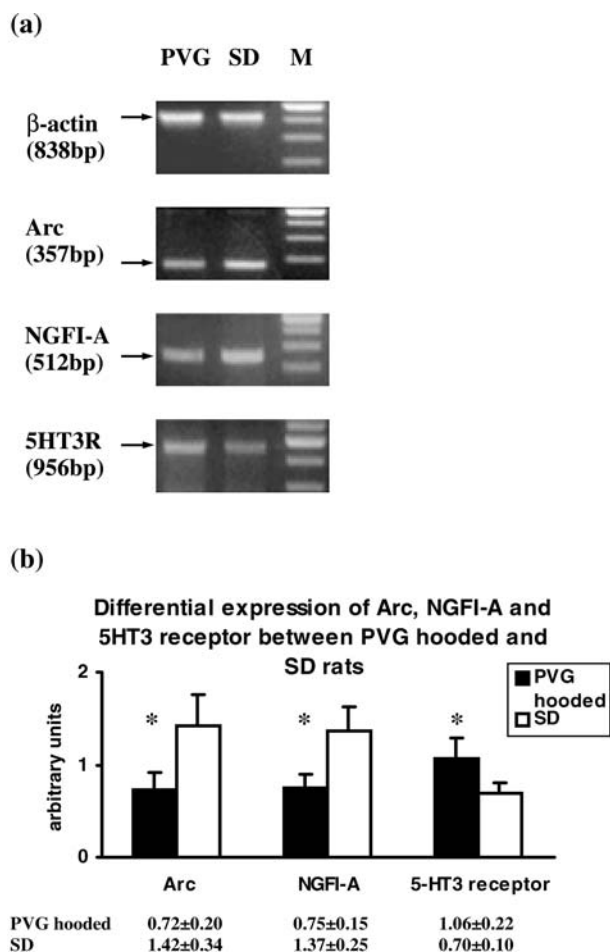 (a)
PVG SD M
β-actin
(838bp)
Arc
(357bp)
NGFI-A
(512bp)
5HT3R
(956bp)
(b)
Differential expression of Arc, NGFI-A and
5HT3 receptor between PVG hooded and
SD rats
2
1
0
arbitrary units
* * *
PVG
hooded
SD
Arc NGFI-A 5-HT3 receptor
PVG hooded 0.72±0.20 0.75±0.15 1.06±0.22
SD 1.42±0.34 1.37±0.25 0.70±0.10